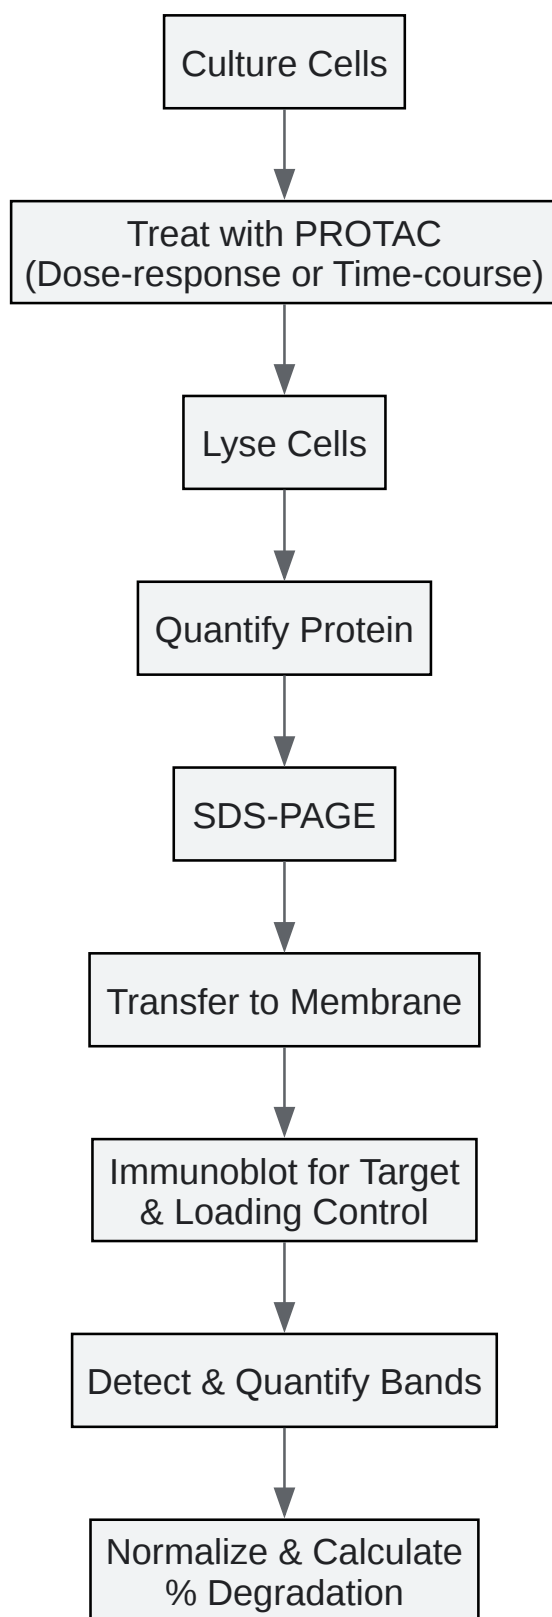 Culture Cells
Treat with PROTAC
(Dose-response or Time-course)
Lyse Cells
Quantify Protein
SDS-PAGE
Transfer to Membrane
Immunoblot for Target
& Loading Control
Detect & Quantify Bands
Normalize & Calculate
% Degradation